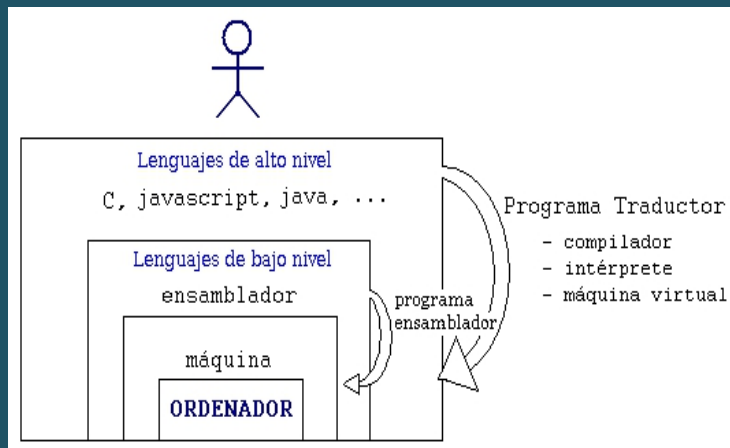 Lenguajes de alto nivel
C, javascript, java, ...
Programa Traductor
- compilador
- intérprete
- máquina virtual
Lenguajes de bajo nivel
ensamblador
programa
ensamblador
máquina
ORDENADOR